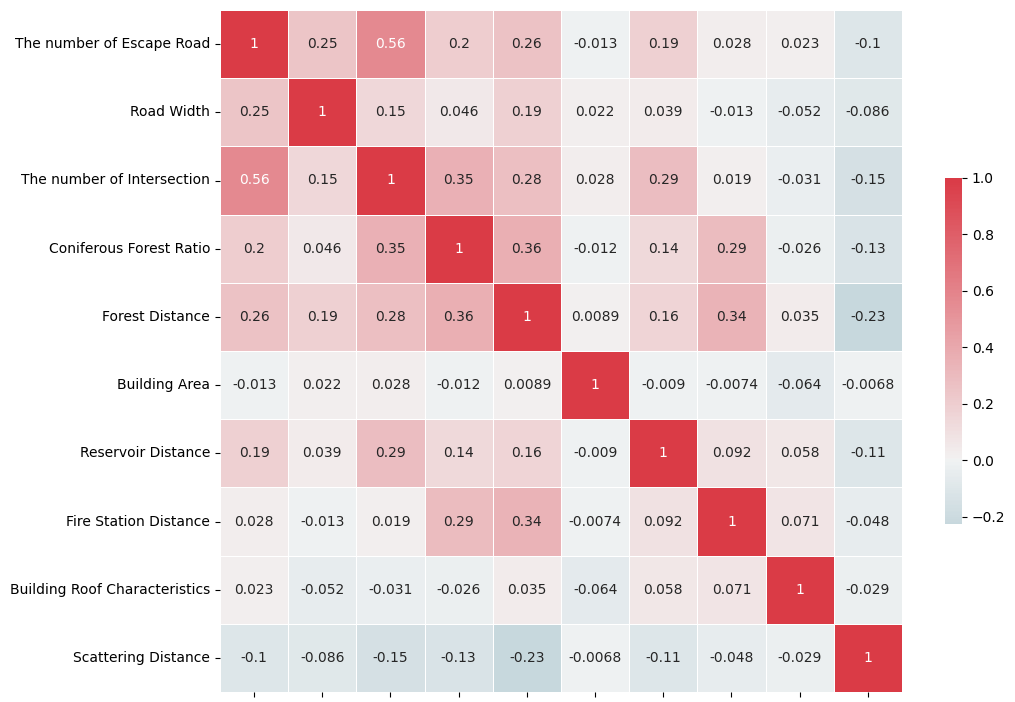 The number of Escape Road 1 0.25 0.56 0.2 0.26 -0.013 0.19 0.028 0.023 -0.1
Road Width 0.25 1 0.15 0.046 0.19 0.022 0.039 -0.013 -0.052 -0.086
The number of Intersection 0.56 0.15 1 0.35 0.28 0.028 0.29 0.019 -0.031 -0.15
Coniferous Forest Ratio 0.2 0.046 0.35 1 0.36 -0.012 0.14 0.29 -0.026 -0.13
Forest Distance 0.26 0.19 0.28 0.36 1 0.0089 0.16 0.34 0.035 -0.23
Building Area -0.013 0.022 0.028 -0.012 0.0089 1 -0.009 -0.0074 -0.064 -0.0068
Reservoir Distance 0.19 0.039 0.29 0.14 0.16 -0.009 1 0.092 0.058 -0.11
Fire Station Distance 0.028 -0.013 0.019 0.29 0.34 -0.0074 0.092 1 0.071 -0.048
Building Roof Characteristics 0.023 -0.052 -0.031 -0.026 0.035 -0.064 0.058 0.071 1 -0.029
Scattering Distance -0.1 -0.086 -0.15 -0.13 -0.23 -0.0068 -0.11 -0.048 -0.029 1
1.0
0.8
0.6
0.4
0.2
0.0
−0.2